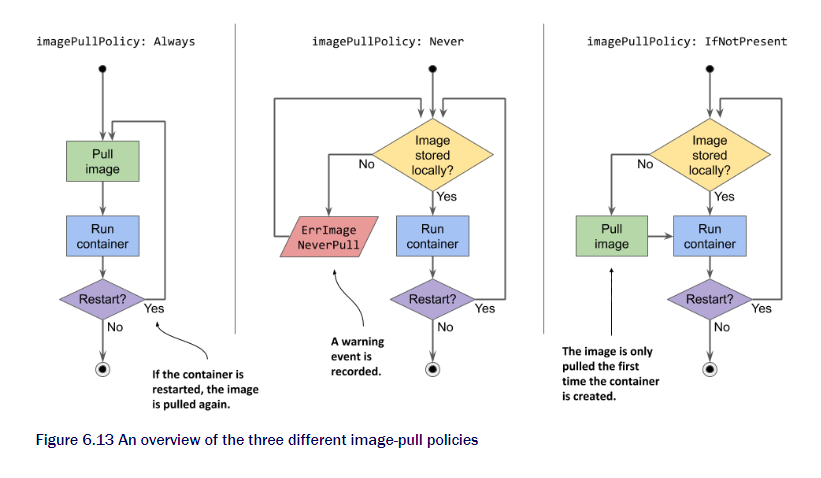 imagePullPolicy: Always
Pull
image
Run
container
Restart?
Yes
No
If the container is
restarted, the image
is pulled again.
imagePullPolicy: Never
Image
stored
locally?
No
Yes
ErrImage
NeverPull
Run
container
Restart?
Yes
No
A warning
event is
recorded.
imagePullPolicy: IfNotPresent
Image
stored
locally?
No
Yes
Pull
image
Run
container
Restart?
Yes
No
The image is only
pulled the first
time the container
is created.
Figure 6.13 An overview of the three different image-pull policies